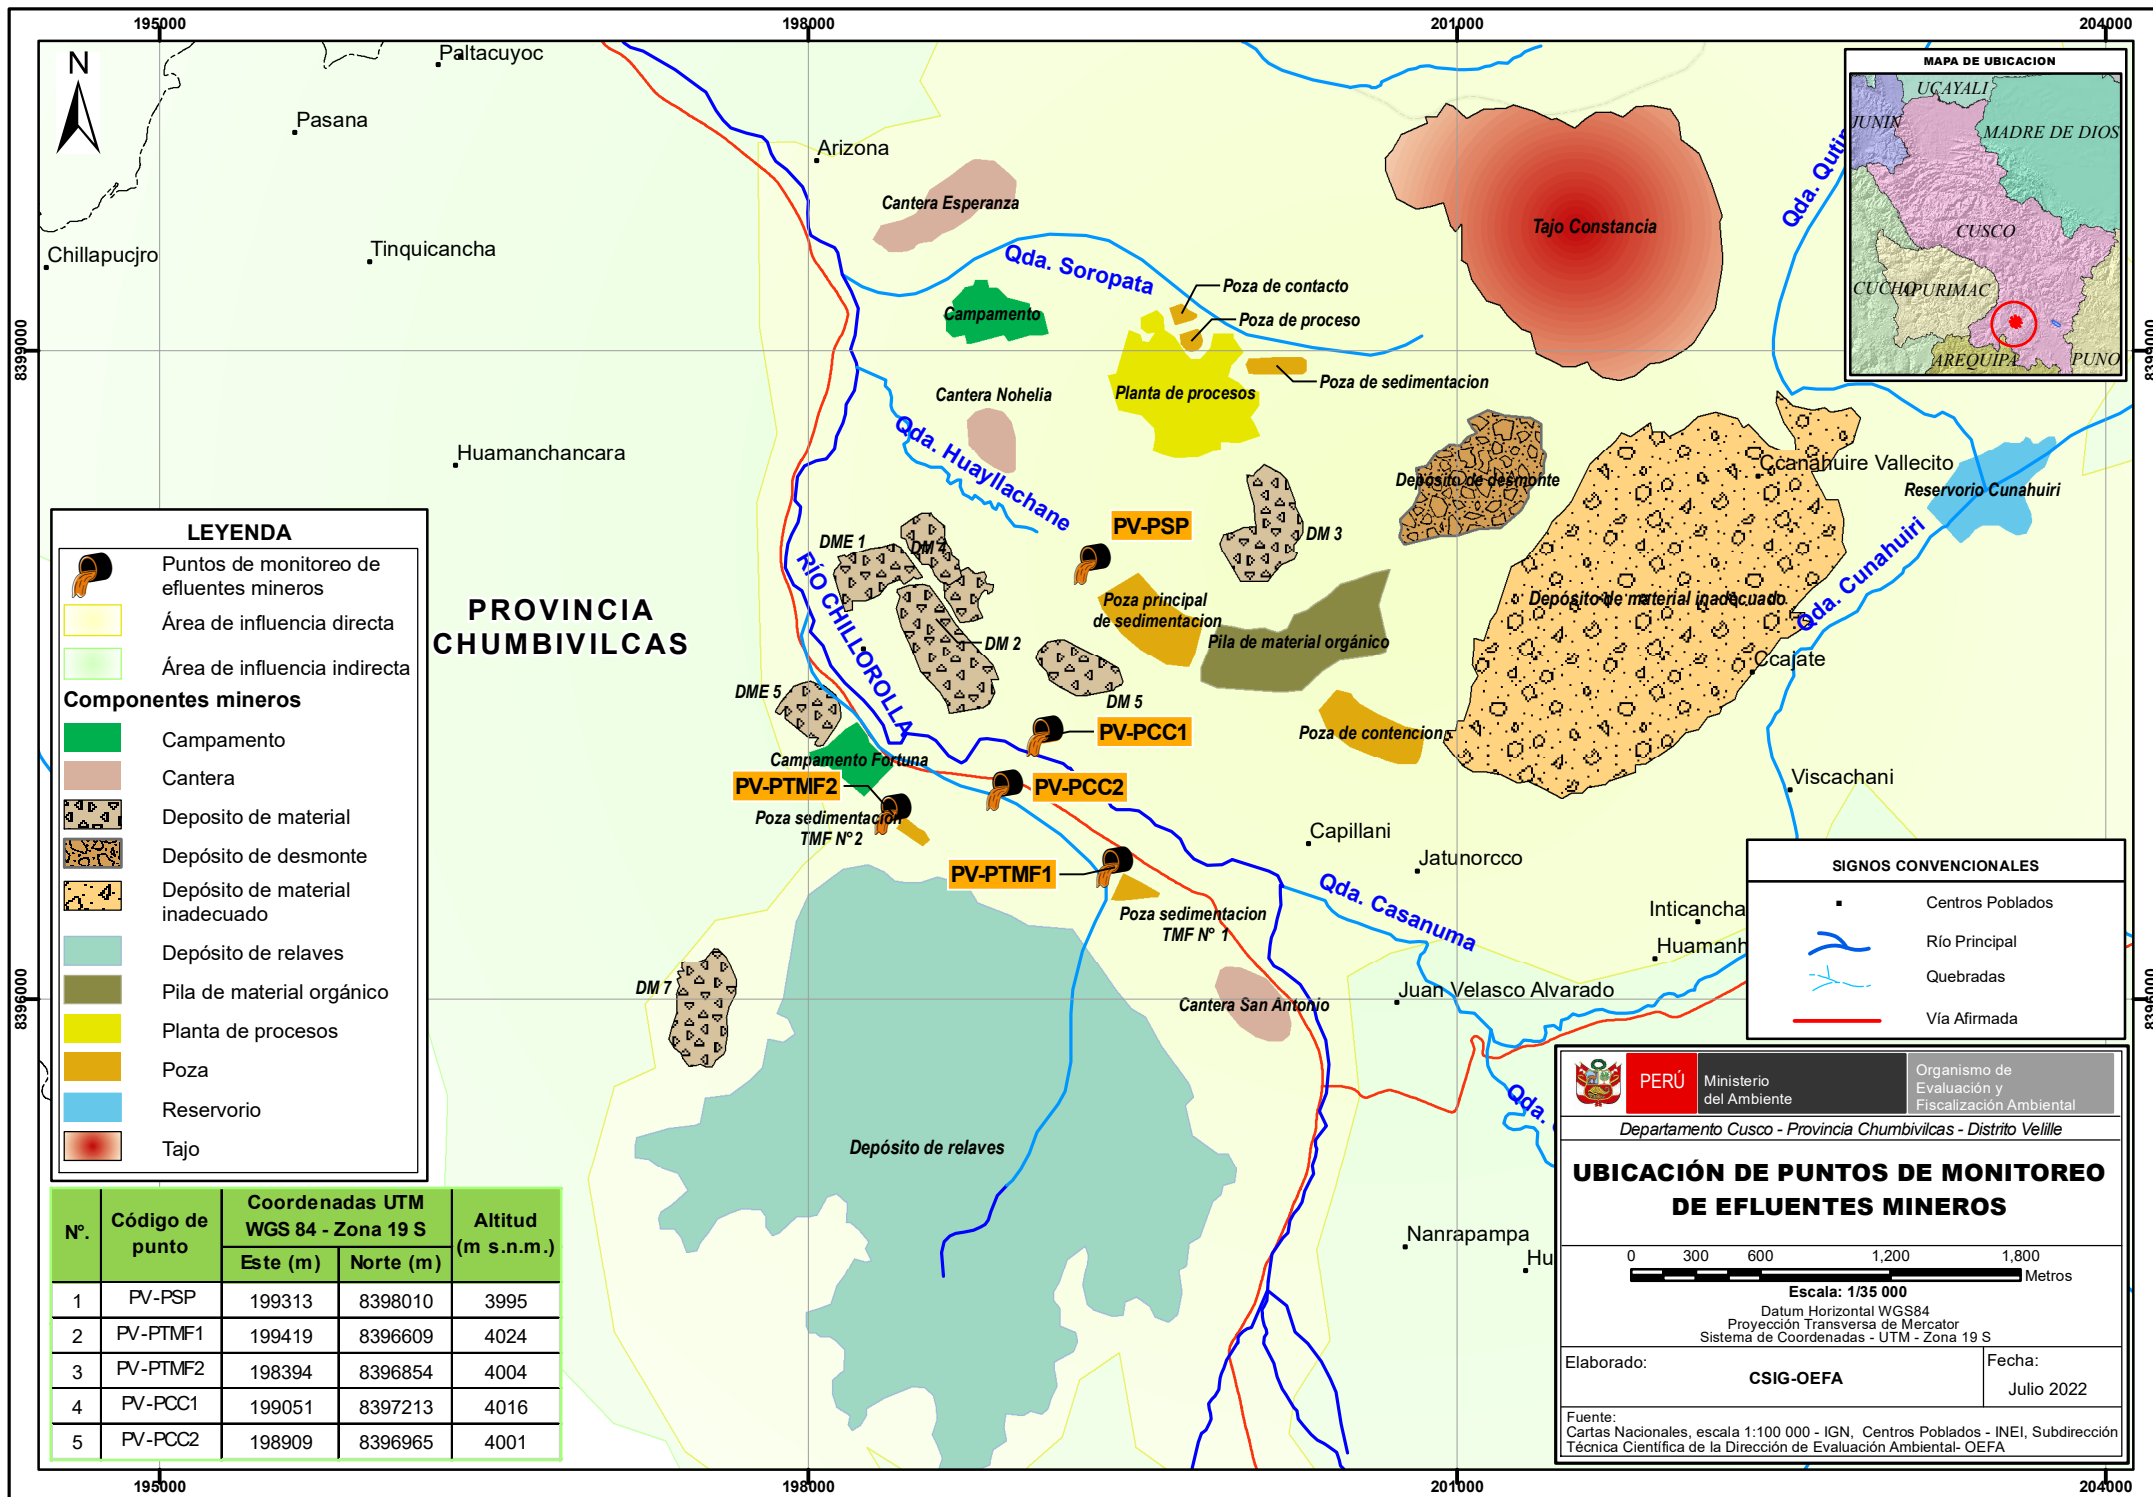 195000
198000
201000
204000
8399000
8396000
8399000
8396000
195000
198000
201000
204000
N
Paltacuyoc
Pasana
Arizona
Chillapucjro
Tinquicancha
Huamanchancara
PROVINCIA
CHUMBIVILCAS
Cantera Esperanza
Qda. Soropata
Campamento
Poza de contacto
Poza de proceso
Poza de sedimentacion
Planta de procesos
Cantera Nohelia
Qda. Huayllachane
Tajo Constancia
Depósito de desmonte
Ccanahuire Vallecito
Reservorio Cunahuiri
Qda. Cunahuiri
Depósito de material inadecuado
Ccajate
DME 1
DM 4
DM 3
PV-PSP
RÍO CHILLOROLLA
Poza principal
de sedimentacion
Pila de material orgánico
DM 2
DM 5
DME 5
PV-PCC1
Poza de contencion
Campamento Fortuna
PV-PTMF2
PV-PCC2
Poza sedimentacion
TMF N°2
PV-PTMF1
Poza sedimentacion
TMF N° 1
Viscachani
Capillani
Jatunorcco
Qda. Casanuma
Inticancha
Huamanh
Juan Velasco Alvarado
Cantera San Antonio
DM 7
Depósito de relaves
Qda.
Nanrapampa
Hu
MAPA DE UBICACION
UCAYALI
JUNIN
MADRE DE DIOS
CUSCO
CUCHO
APURIMAC
AREQUIPA
PUNO
LEYENDA
Puntos de monitoreo de
efluentes mineros
Área de influencia directa
Área de influencia indirecta
Componentes mineros
Campamento
Cantera
Deposito de material
Depósito de desmonte
Depósito de material
inadecuado
Depósito de relaves
Pila de material orgánico
Planta de procesos
Poza
Reservorio
Tajo
N°. Código de punto Coordenadas UTM WGS 84 - Zona 19 S Altitud (m s.n.m.)
Este (m) Norte (m)
1 PV-PSP 199313 8398010 3995
2 PV-PTMF1 199419 8396609 4024
3 PV-PTMF2 198394 8396854 4004
4 PV-PCC1 199051 8397213 4016
5 PV-PCC2 198909 8396965 4001
SIGNOS CONVENCIONALES
Centros Poblados
Río Principal
Quebradas
Vía Afirmada
PERÚ
Ministerio
del Ambiente
Organismo de
Evaluación y
Fiscalización Ambiental
Departamento Cusco - Provincia Chumbivilcas - Distrito Velille
UBICACIÓN DE PUNTOS DE MONITOREO
DE EFLUENTES MINEROS
0 300 600 1,200 1,800
Metros
Escala: 1/35 000
Datum Horizontal WGS84
Proyección Transversa de Mercator
Sistema de Coordenadas - UTM - Zona 19 S
Elaborado:
CSIG-OEFA
Fecha:
Julio 2022
Fuente:
Cartas Nacionales, escala 1:100 000 - IGN, Centros Poblados - INEI, Subdirección
Técnica Científica de la Dirección de Evaluación Ambiental- OEFA